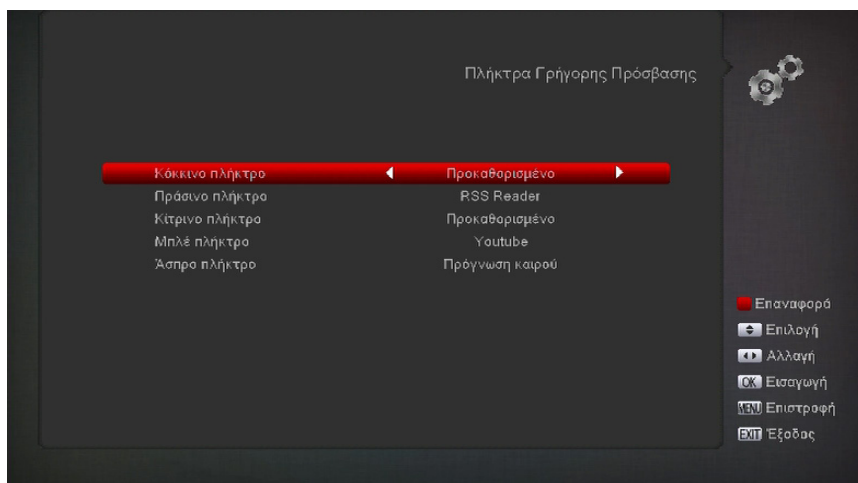 Πλήκτρα Γρήγορης Πρόσβασης
Κόκκινο πλήκτρο Προκαθορισμένο
Πράσινο πλήκτρο RSS Reader
Κίτρινο πλήκτρο Προκαθορισμένο
Μπλέ πλήκτρο Youtube
Άσπρο πλήκτρο Πρόγνωση καιρού
Επαναφορά
Επιλογή
Αλλαγή
OK Εισαγωγή
MENU Επιστροφή
EXIT Έξοδος